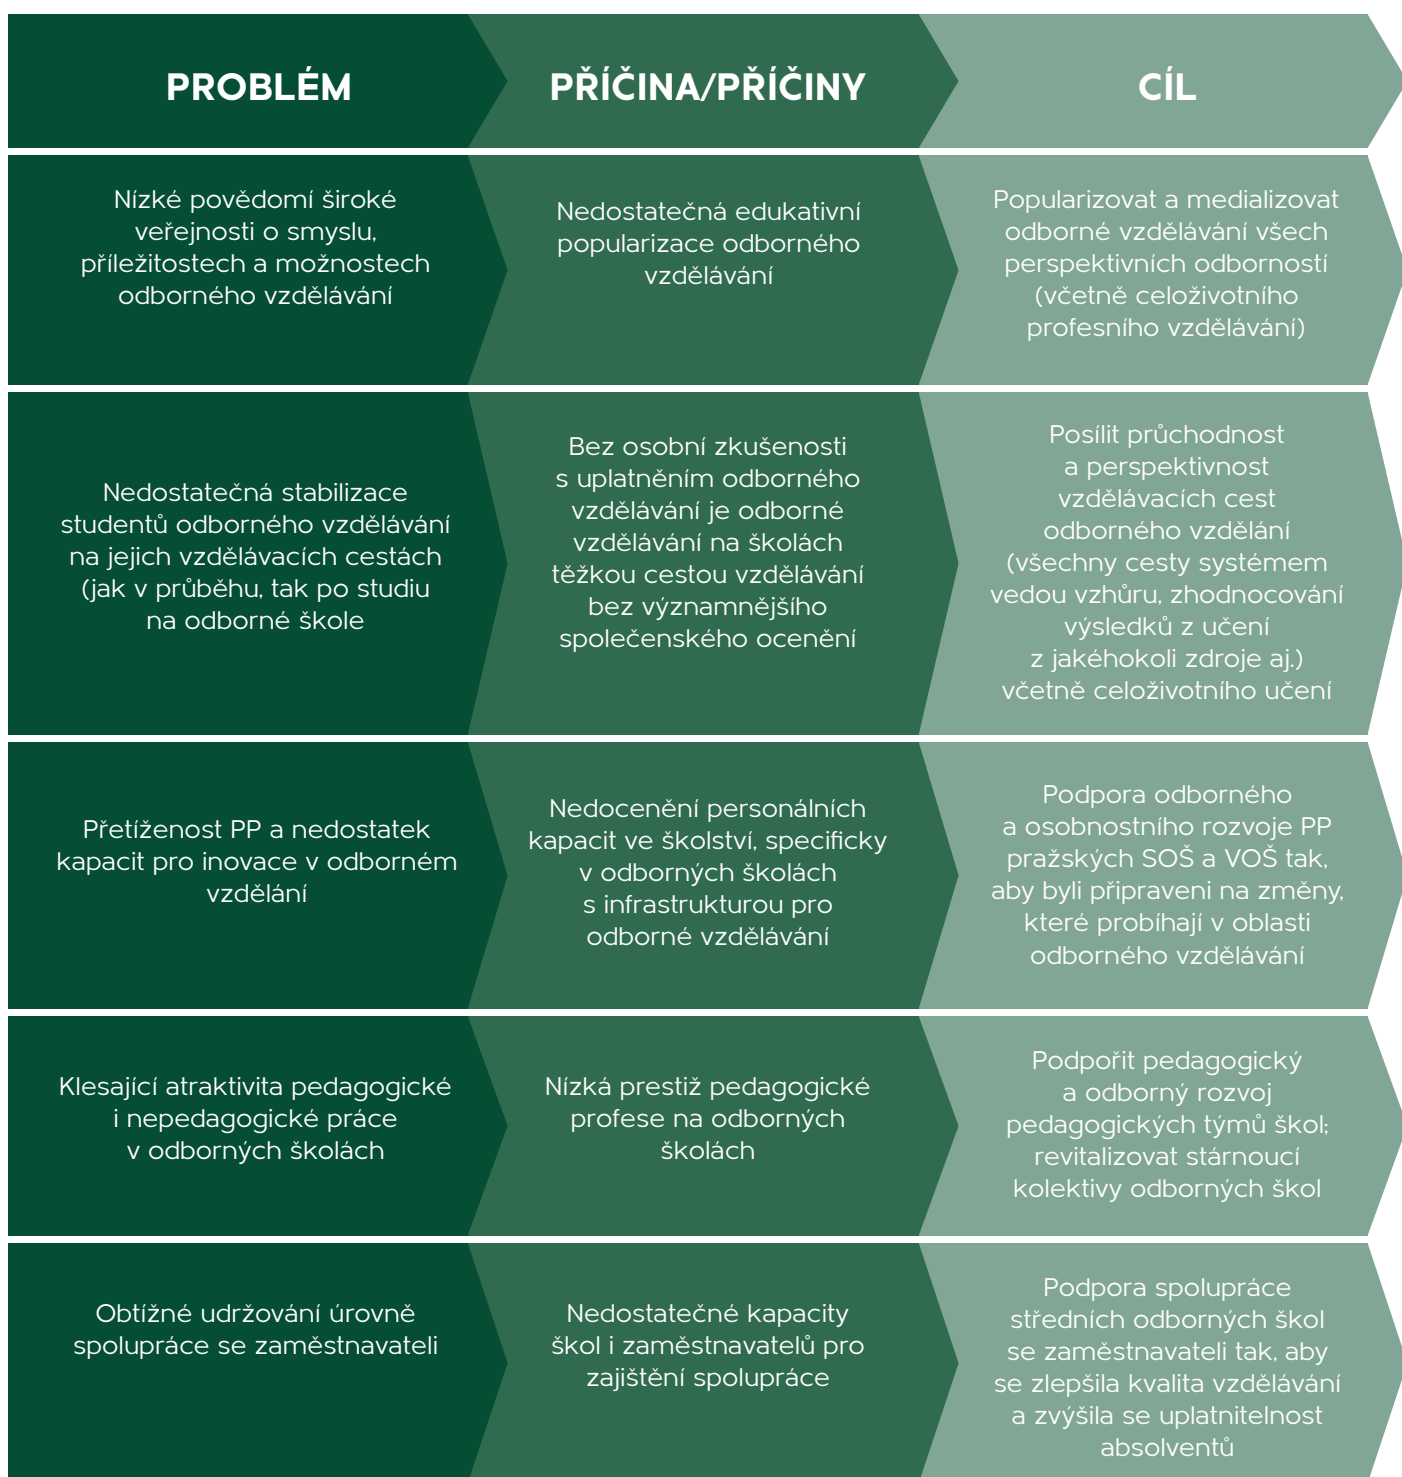 PROBLÉM
PŘÍČINA/PŘÍČINY
CÍL
Nízké povědomí široké
veřejnosti o smyslu,
příležitostech a možnostech
odborného vzdělávání
Nedostatečná edukativní
popularizace odborného
vzdělávání
Popularizovat a medializovat
odborné vzdělávání všech
perspektivních odborností
(včetně celoživotního
profesního vzdělávání)
Nedostatečná stabilizace
studentů odborného vzdělávání
na jejich vzdělávacích cestách
(jak v průběhu, tak po studiu
na odborné škole
Bez osobní zkušenosti
s uplatněním odborného
vzdělávání je odborné
vzdělávání na školách
těžkou cestou vzdělávání
bez významnějšího
společenského ocenění
Posílit průchodnost
a perspektivnost
vzdělávacích cest
odborného vzdělání
(všechny cesty systémem
vedou vzhůru, zhodnocování
výsledků z učení
z jakéhokoli zdroje aj.)
včetně celoživotního učení
Přetíženost PP a nedostatek
kapacit pro inovace v odborném
vzdělání
Nedocenění personálních
kapacit ve školství, specificky
v odborných školách
s infrastrukturou pro
odborné vzdělávání
Podpora odborného
a osobnostního rozvoje PP
pražských SOŠ a VOŠ tak,
aby byli připraveni na změny,
které probíhají v oblasti
odborného vzdělávání
Klesající atraktivita pedagogické
i nepedagogické práce
v odborných školách
Nízká prestiž pedagogické
profese na odborných
školách
Podpořit pedagogický
a odborný rozvoj
pedagogických týmů škol;
revitalizovat stárnoucí
kolektivy odborných škol
Obtížné udržování úrovně
spolupráce se zaměstnavateli
Nedostatečné kapacity
škol i zaměstnavatelů pro
zajištění spolupráce
Podpora spolupráce
středních odborných škol
se zaměstnavateli tak, aby
se zlepšila kvalita vzdělávání
a zvýšila se uplatnitelnost
absolventů